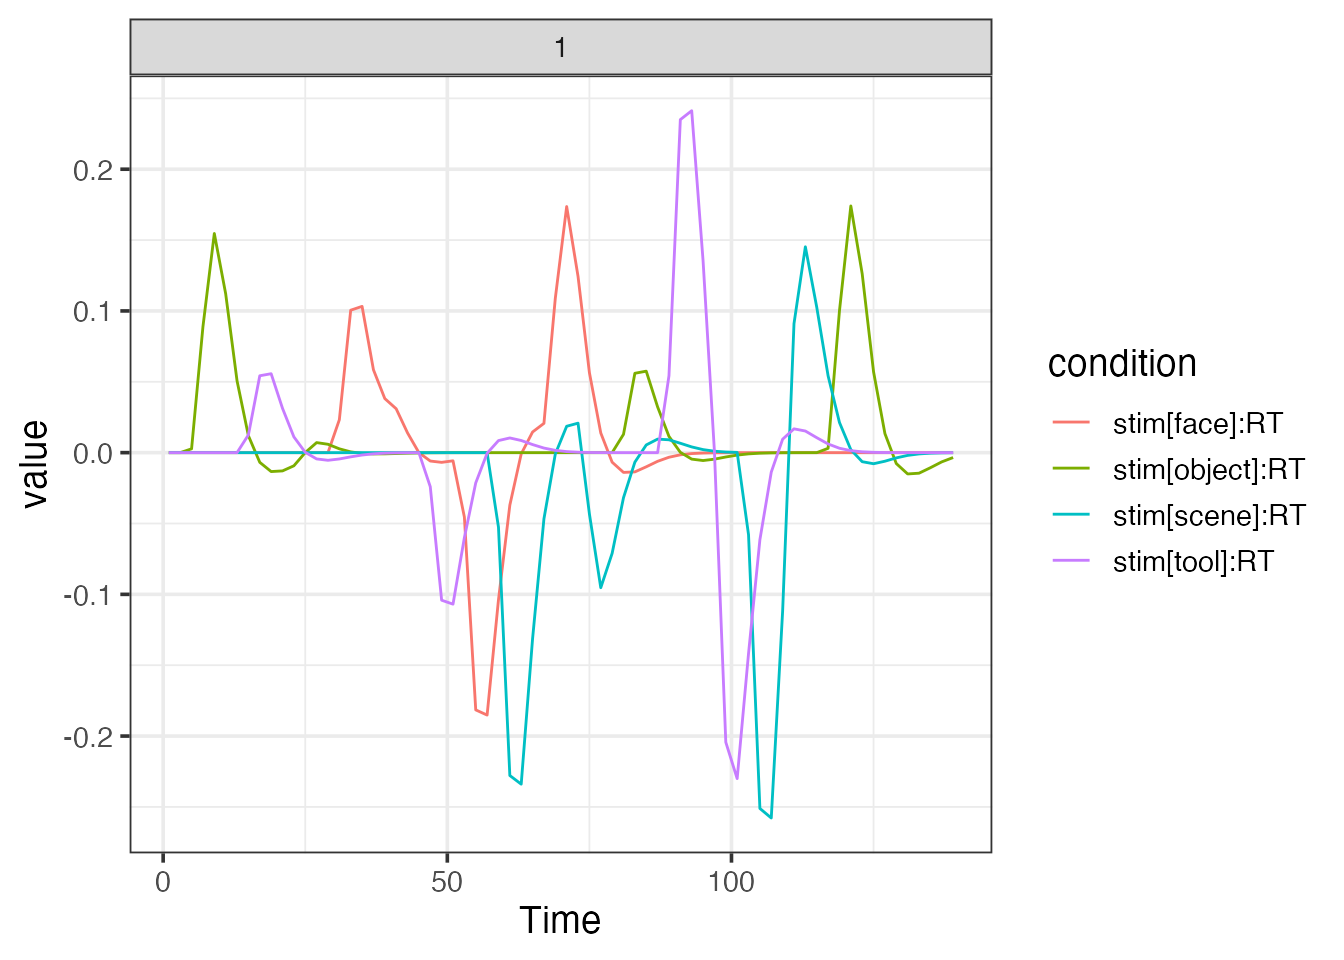 1
0.2
0.1
0.0
-0.1
-0.2
value
0
50
100
Time
condition
stim[face]:RT
stim[object]:RT
stim[scene]:RT
stim[tool]:RT